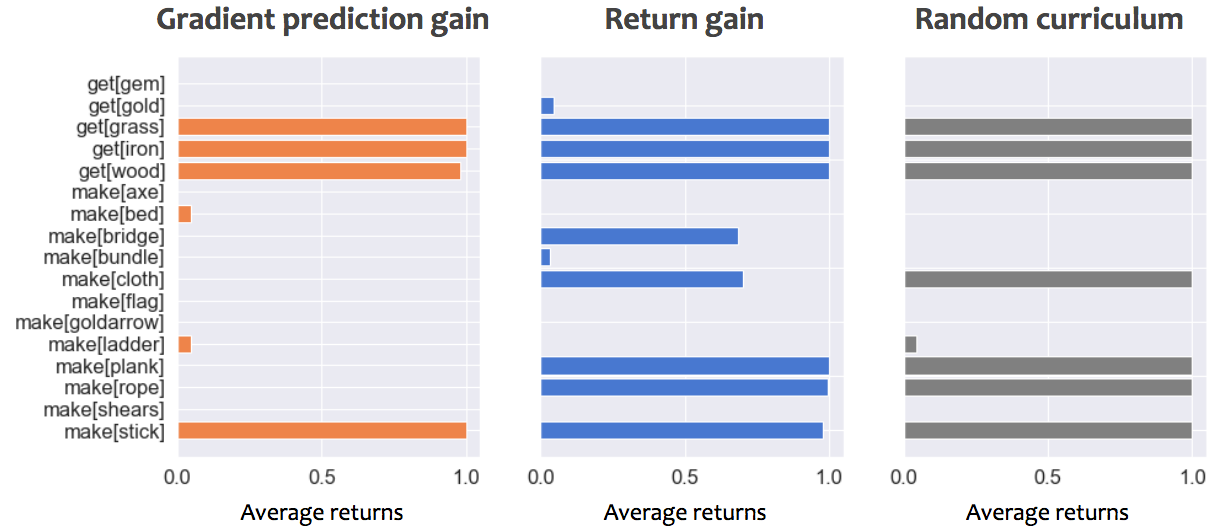 Gradient prediction gain
Return gain
Random curriculum
get[gem]
get[gold]
get[grass]
get[iron]
get[wood]
make[axe]
make[bed]
make[bridge]
make[bundle]
make[cloth]
make[flag]
make[goldarrow]
make[ladder]
make[plank]
make[rope]
make[shears]
make[stick]
0.0 0.5 1.0
0.0 0.5 1.0
0.0 0.5 1.0
Average returns
Average returns
Average returns